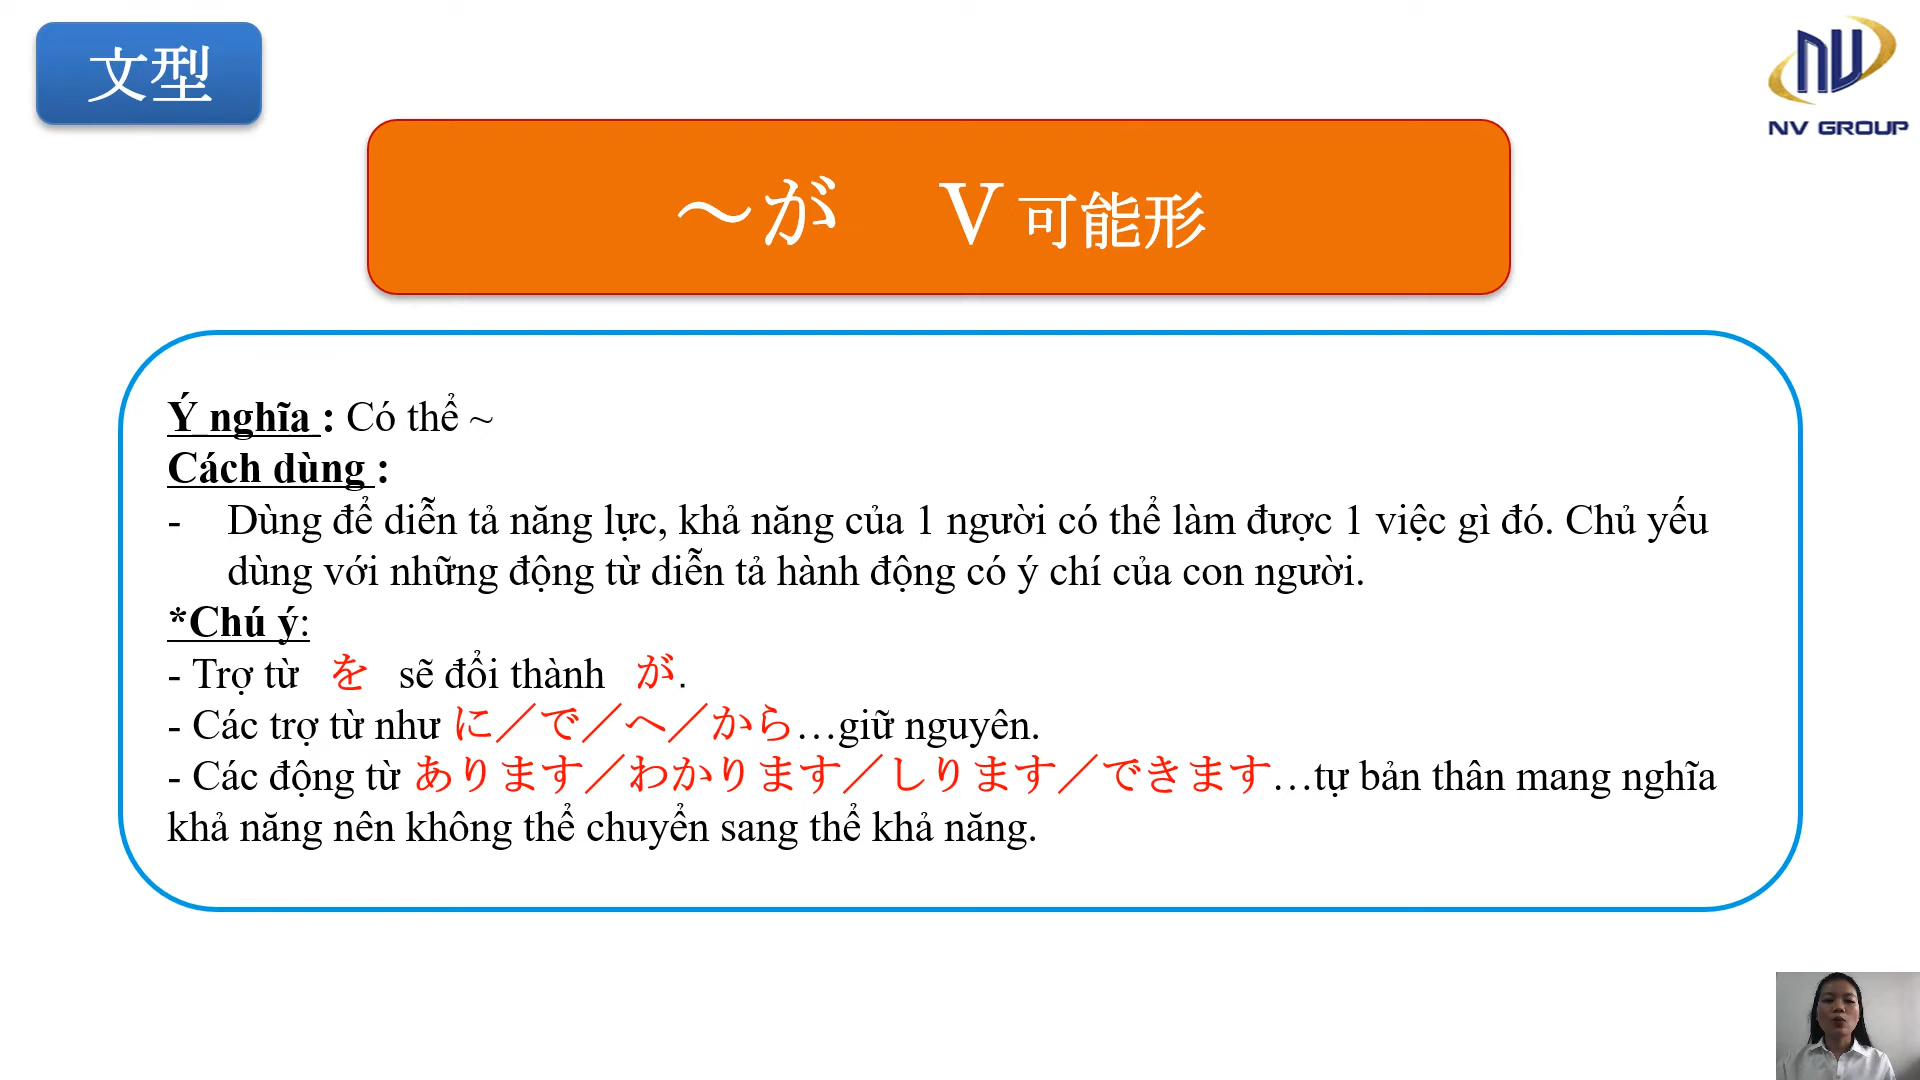 文型
NV GROUP
～が　V 可能形
Ý nghĩa : Có thể ~
Cách dùng :
- Dùng để diễn tả năng lực, khả năng của 1 người có thể làm được 1 việc gì đó. Chủ yếu
dùng với những động từ diễn tả hành động có ý chí của con người.
*Chú ý:
- Trợ từ を sẽ đổi thành が.
- Các trợ từ như に／で／へ／から…giữ nguyên.
- Các động từ あります／わかります／しります／できます…tự bản thân mang nghĩa
khả năng nên không thể chuyển sang thể khả năng.